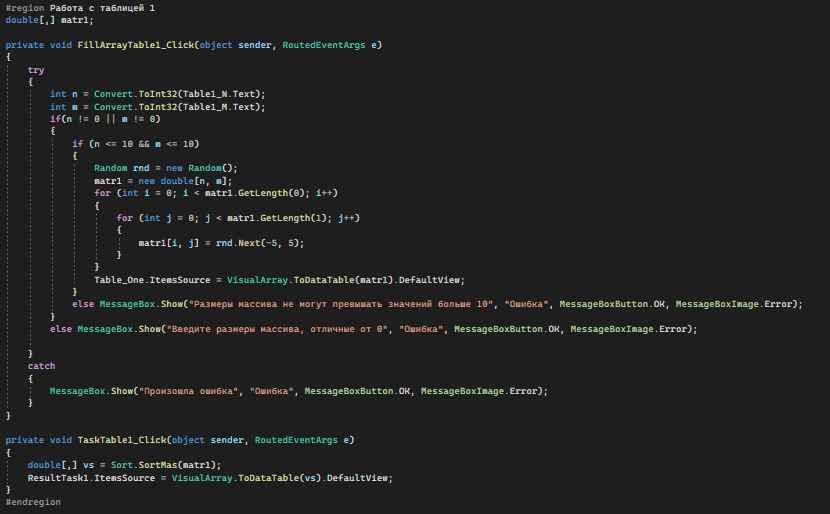 #region Работа с таблицей 1
double[,] matr1;

private void FillArrayTable1_Click(object sender, RoutedEventArgs e)
{
    try
    {
        int n = Convert.ToInt32(Table1_N.Text);
        int m = Convert.ToInt32(Table1_M.Text);
        if(n != 0 || m != 0)
        {
            if (n <= 10 && m <= 10)
            {
                Random rnd = new Random();
                matr1 = new double[n, m];
                for (int i = 0; i < matr1.GetLength(0); i++)
                {
                    for (int j = 0; j < matr1.GetLength(1); j++)
                    {
                        matr1[i, j] = rnd.Next(-5, 5);
                    }
                }
                Table_One.ItemsSource = VisualArray.ToDataTable(matr1).DefaultView;
            }
            else MessageBox.Show("Размеры массива не могут превышать значений больше 10", "Ошибка", MessageBoxButton.OK, MessageBoxImage.Error);
        }
        else MessageBox.Show("Введите размеры массива, отличные от 0", "Ошибка", MessageBoxButton.OK, MessageBoxImage.Error);

    }
    catch
    {
        MessageBox.Show("Произошла ошибка", "Ошибка", MessageBoxButton.OK, MessageBoxImage.Error);
    }
}

private void TaskTable1_Click(object sender, RoutedEventArgs e)
{
    double[,] vs = Sort.SortMas(matr1);
    ResultTask1.ItemsSource = VisualArray.ToDataTable(vs).DefaultView;
}
#endregion